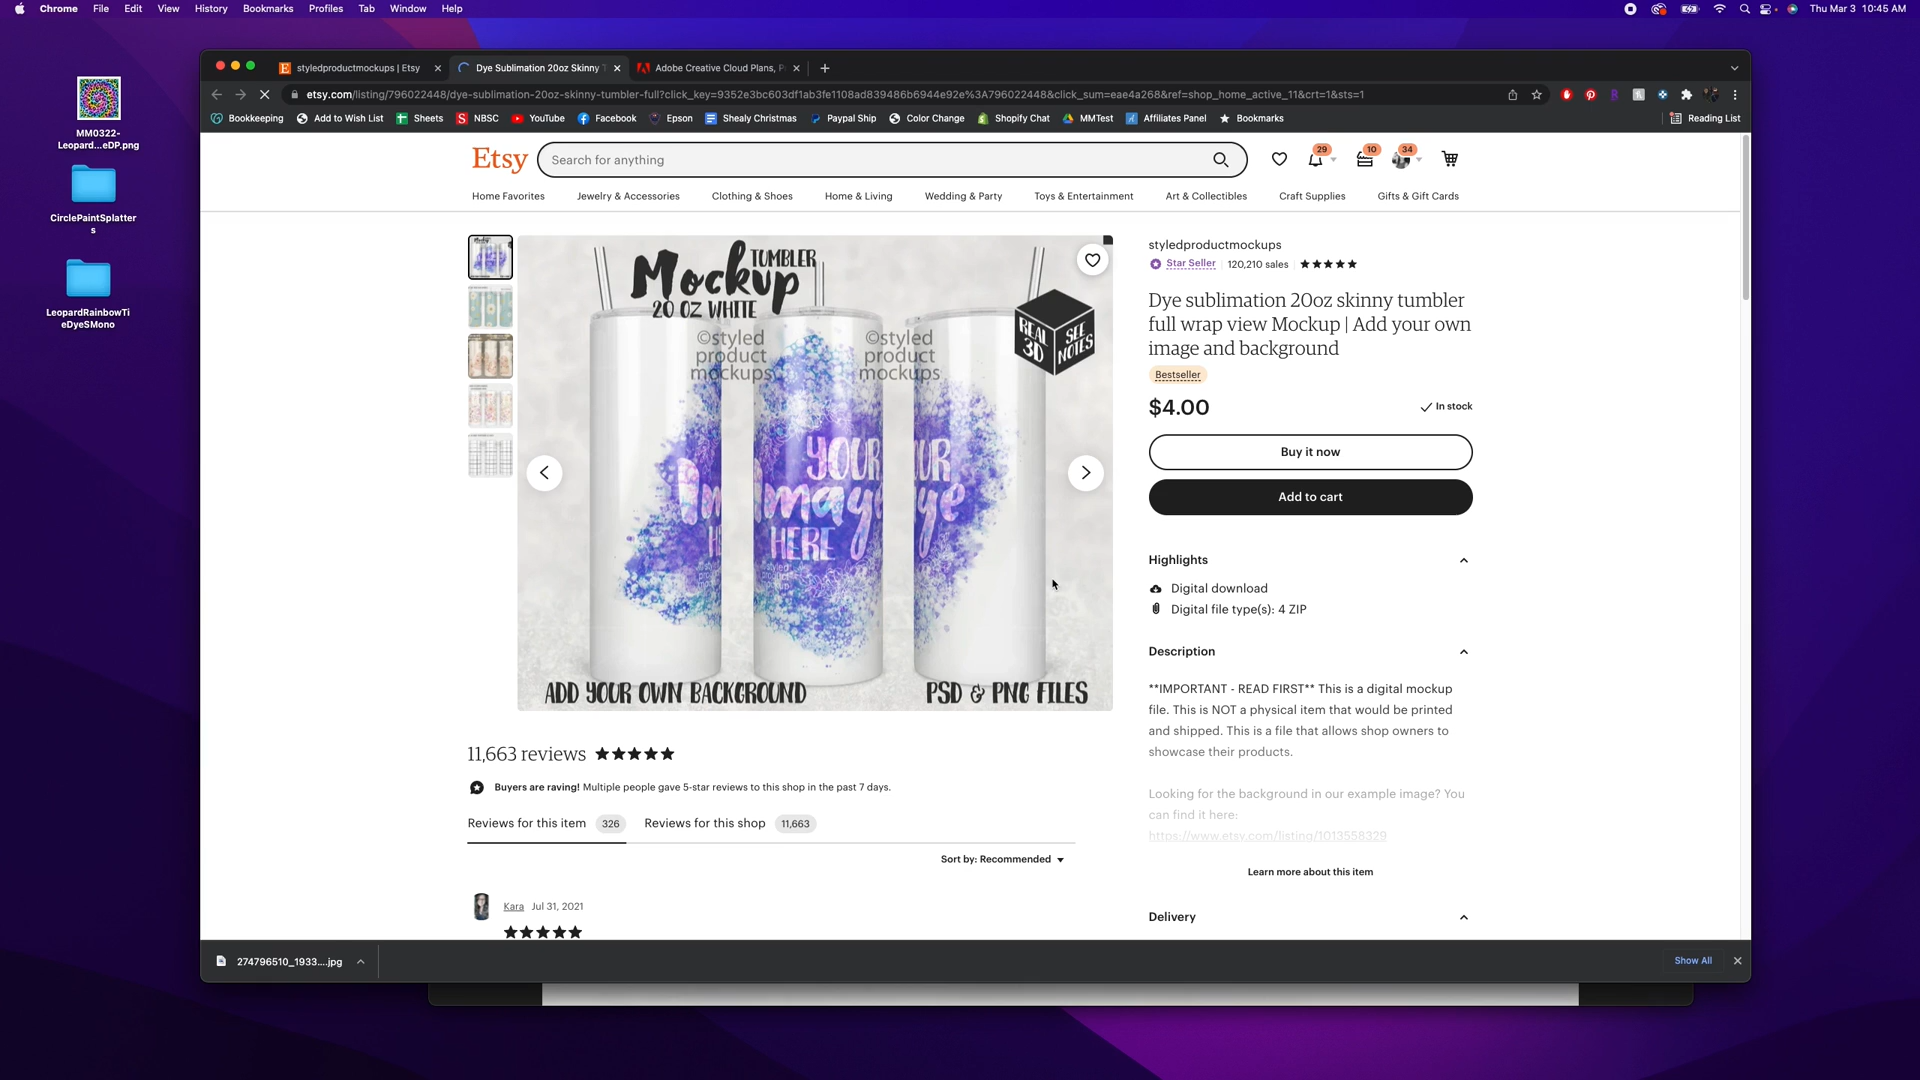 Chrome File Edit View History Bookmarks Profiles Tab Window Help Thu Mar 3 10:45 AM
MM0322-
Leopard...eDP.png
CirclePaintSplatter
s
LeopardRainbowTi
eDyeSMono
styledproductmockups | Etsy Dye Sublimation 20oz Skinny T Adobe Creative Cloud Plans, P
etsy.com/listing/796022448/dye-sublimation-20oz-skinny-tumbler-full?click_key=9352e3bc603df1ab3fe1108ad839486b6944e92e%3A796022448&click_sum=eae4a268&ref=shop_home_active_11&crt=1&sts=1
Bookkeeping Add to Wish List Sheets NBSC YouTube Facebook Epson Shealy Christmas Paypal Ship Color Change Shopify Chat MMTest Affiliates Panel Bookmarks Reading List
Etsy Search for anything 29 10 34
Home Favorites Jewelry & Accessories Clothing & Shoes Home & Living Wedding & Party Toys & Entertainment Art & Collectibles Craft Supplies Gifts & Gift Cards
Mockup TUMBLER
20 OZ WHITE
REAL 3D SEE NOTES
©styled
product
mockups
©styled
product
mockups
YOUR
Image
HERE
ADD YOUR OWN BACKGROUND PSD & PNG FILES
styledproductmockups
Star Seller 120,210 sales
Dye sublimation 20oz skinny tumbler
full wrap view Mockup | Add your own
image and background
Bestseller
$4.00 In stock
Buy it now
Add to cart
Highlights
Digital download
Digital file type(s): 4 ZIP
Description
**IMPORTANT - READ FIRST** This is a digital mockup
file. This is NOT a physical item that would be printed
and shipped. This is a file that allows shop owners to
showcase their products.
Looking for the background in our example image? You
can find it here:
https://www.etsy.com/listing/1013558329
Learn more about this item
Delivery
11,663 reviews
Buyers are raving! Multiple people gave 5-star reviews to this shop in the past 7 days.
Reviews for this item 326 Reviews for this shop 11,663
Sort by: Recommended
Kara Jul 31, 2021
274796510_1933....jpg Show All